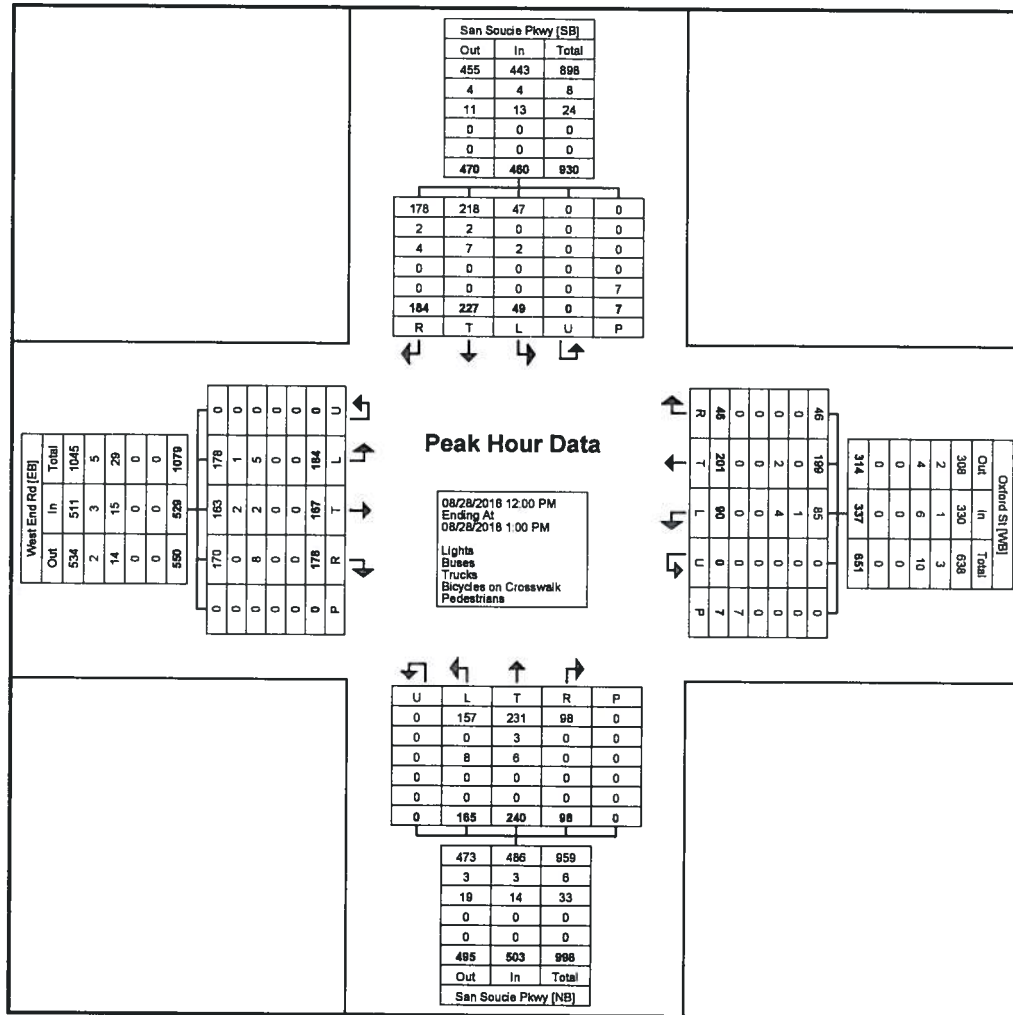 San Soucie Pkwy [SB]
Out In Total
455 443 898
4 4 8
11 13 24
0 0 0
0 0 0
470 460 930
178 218 47 0 0
2 2 0 0 0
4 7 2 0 0
0 0 0 0 0
0 0 0 0 7
184 227 49 0 7
R T L U P
West End Rd [EB]
Out In Total
534 511 1045
2 3 5
14 15 29
0 0 0
0 0 0
550 529 1079
0 170 163 178 0
0 0 2 1 0
0 8 2 5 0
0 0 0 0 0
0 0 0 0 0
0 178 167 184 0
P R T L U
Peak Hour Data
08/28/2018 12:00 PM
Ending At
08/28/2018 1:00 PM
Lights
Buses
Trucks
Bicycles on Crosswalk
Pedestrians
Oxford St [WB]
Out In Total
308 330 638
2 1 3
4 6 10
0 0 0
0 0 0
314 337 651
46 199 85 0 0
0 0 1 0 0
0 2 4 0 0
0 0 0 0 0
0 0 0 0 7
46 201 90 0 7
R T L U P
U L T R P
0 157 231 98 0
0 0 3 0 0
0 8 6 0 0
0 0 0 0 0
0 0 0 0 0
0 165 240 98 0
473 486 959
3 3 6
19 14 33
0 0 0
0 0 0
495 503 998
Out In Total
San Soucie Pkwy [NB]